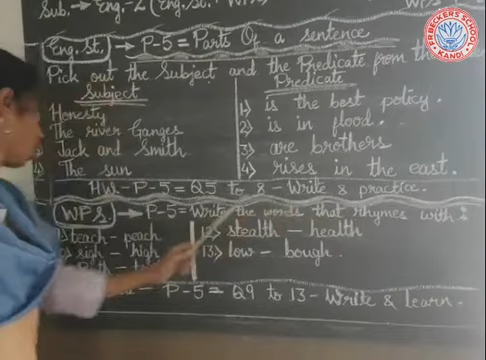 Sub. → Eng.-2 (Eng. St.
ERBECKERS SCHOOL
KANDI
Eng. St. → P-5 = Parts Of a sentence
Pick out the Subject and the Predicate from the
Subject
Predicate
Honesty
1) is the best policy.
The river Ganges
2) is in flood.
Jack and Smith
3) are brothers
The sun
4) rises in the east.
H.W.- P-5 = Q5 to 8 - Write & practice.
WPS → P-5 = Write the words that rhymes with :
teach - peach
12) stealth - health
sigh - high
13) low - bough.
P-5 = Q9 to 13 - Write & learn.